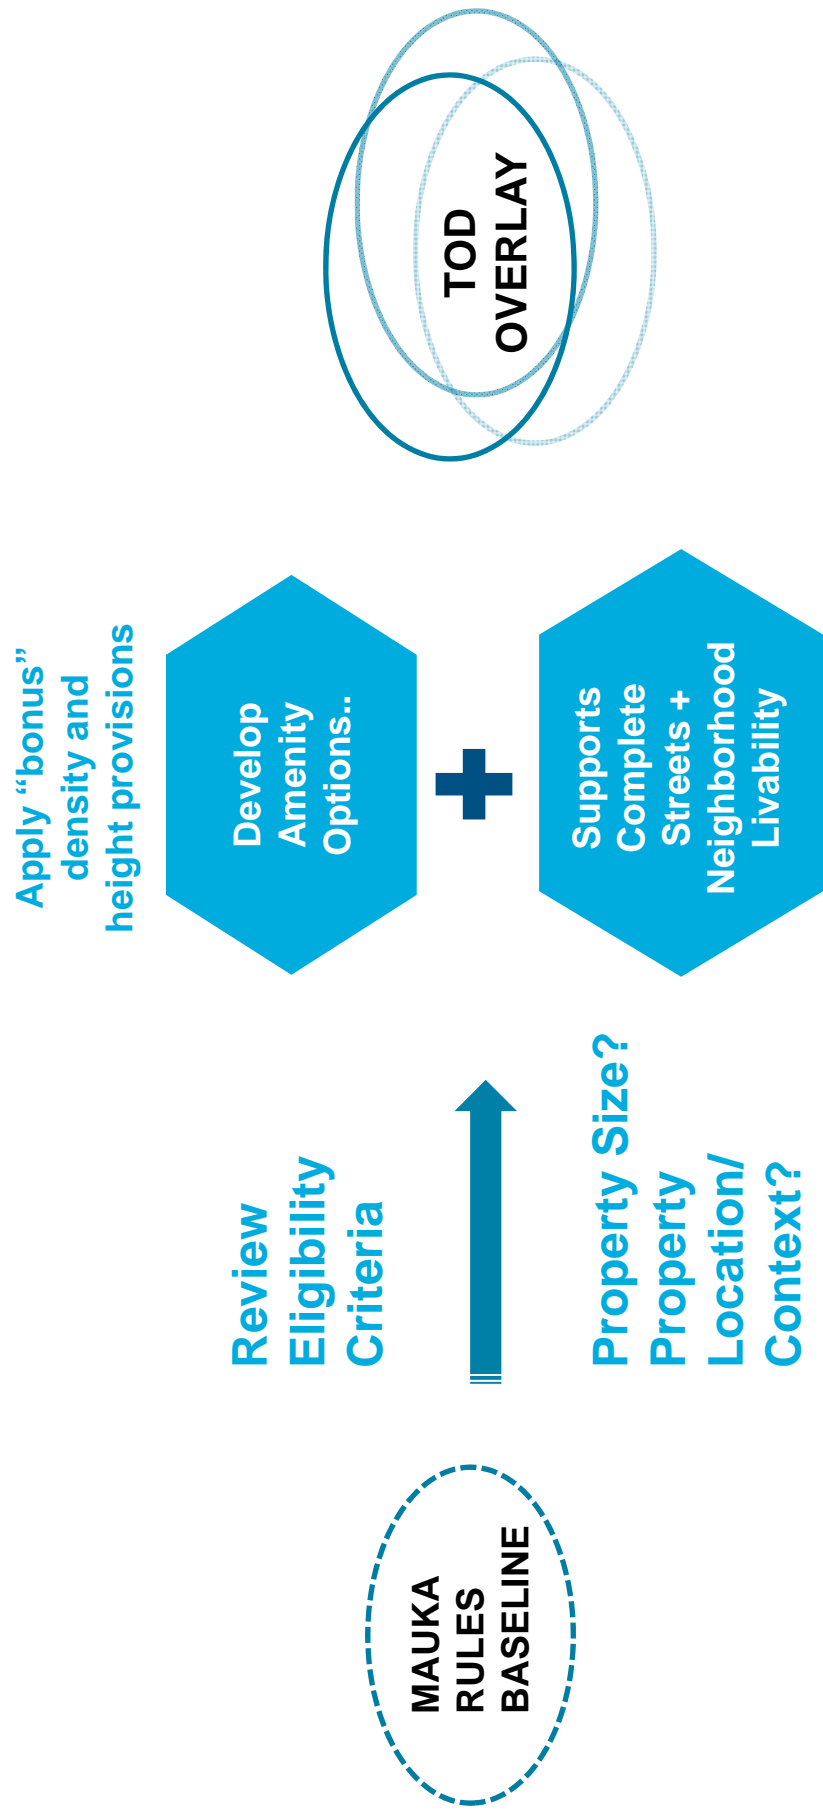 MAUKA
RULES
BASELINE
Review
Eligibility
Criteria
Property Size?
Property
Location/
Context?
Apply “bonus”
density and
height provisions
Develop
Amenity
Options..
Supports
Complete
Streets +
Neighborhood
Livability
TOD
OVERLAY